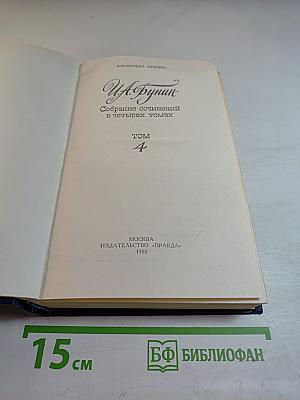 БИБЛИОТЕКА «ОГОНЕК»
И.А. Бунин
Собрание сочинений
в четырех томах
ТОМ
4
МОСКВА
ИЗДАТЕЛЬСТВО «ПРАВДА»
1988
15 см
БФ БИБЛИОФАН